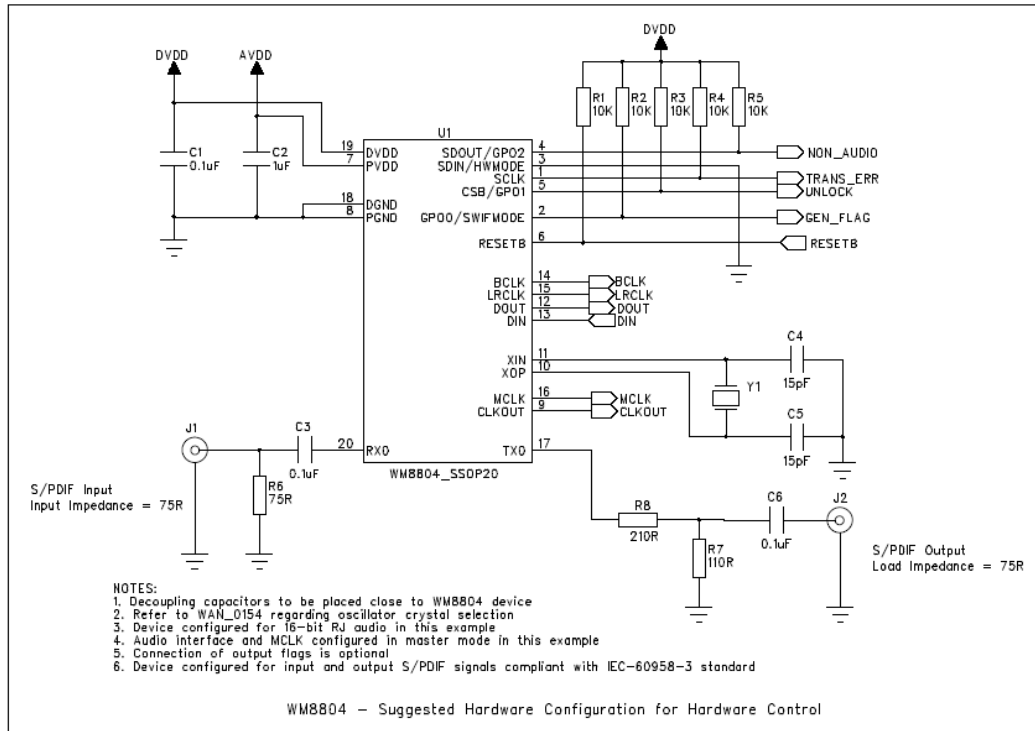 DVDD
AVDD
DVDD
R1
10K
R2
10K
R3
10K
R4
10K
R5
10K
C1
0.1uF
C2
1uF
U1
19
DVDD
7
PVDD
18
DGND
8
PGND
SDOUT/GPO2
4
NON_AUDIO
SDIN/HWMODE
3
SCLK
1
TRANS_ERR
CSB/GPO1
5
UNLOCK
GPO0/SWIFMODE
2
GEN_FLAG
RESETB
6
RESETB
BCLK
14
BCLK
LRCLK
15
LRCLK
DOUT
12
DOUT
DIN
13
DIN
XIN
11
XOP
10
C4
15pF
Y1
C5
15pF
MCLK
16
MCLK
CLKOUT
9
CLKOUT
J1
C3
0.1uF
20
RX0
TX0
17
WM8804_SSOP20
R6
75R
S/PDIF Input
Input Impedance = 75R
R8
210R
R7
110R
C6
0.1uF
J2
S/PDIF Output
Load Impedance = 75R
NOTES:
1. Decoupling capacitors to be placed close to WM8804 device
2. Refer to WAN_0154 regarding oscillator crystal selection
3. Device configured for 16-bit RJ audio in this example
4. Audio interface and MCLK configured in master mode in this example
5. Connection of output flags is optional
6. Device configured for input and output S/PDIF signals compliant with IEC-60958-3 standard
WM8804 - Suggested Hardware Configuration for Hardware Control